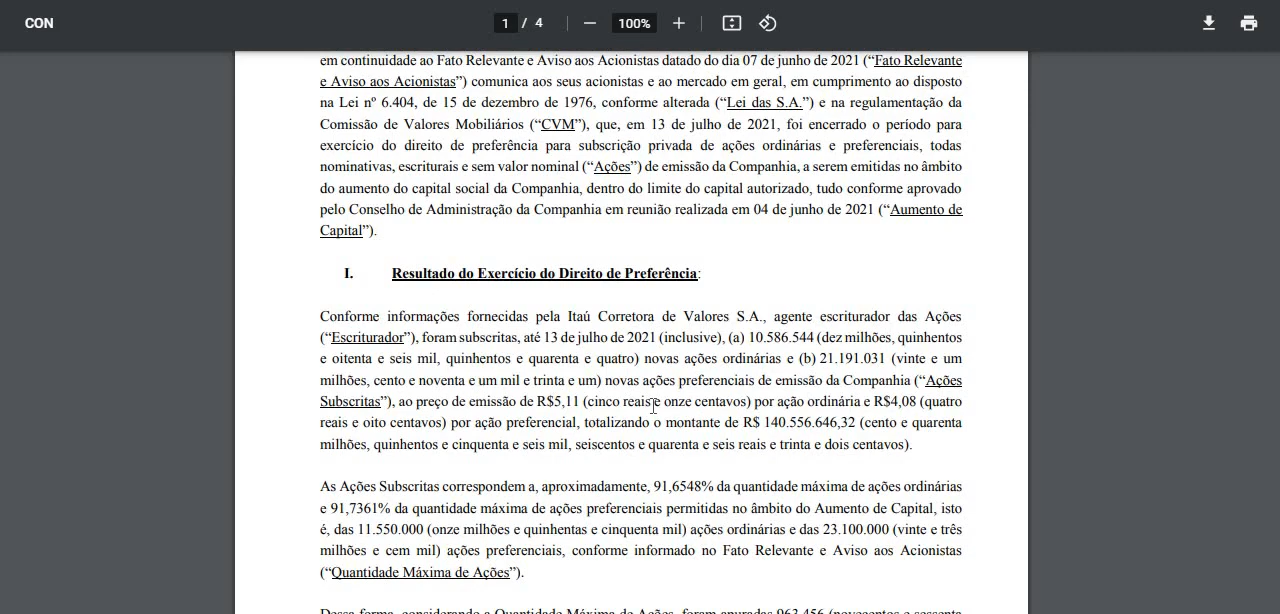 CON
1 / 4
100%
em continuidade ao Fato Relevante e Aviso aos Acionistas datado do dia 07 de junho de 2021 (“Fato Relevante
e Aviso aos Acionistas”) comunica aos seus acionistas e ao mercado em geral, em cumprimento ao disposto
na Lei nº 6.404, de 15 de dezembro de 1976, conforme alterada (“Lei das S.A.”) e na regulamentação da
Comissão de Valores Mobiliários (“CVM”), que, em 13 de julho de 2021, foi encerrado o período para
exercício do direito de preferência para subscrição privada de ações ordinárias e preferenciais, todas
nominativas, escriturais e sem valor nominal (“Ações”) de emissão da Companhia, a serem emitidas no âmbito
do aumento do capital social da Companhia, dentro do limite do capital autorizado, tudo conforme aprovado
pelo Conselho de Administração da Companhia em reunião realizada em 04 de junho de 2021 (“Aumento de
Capital”).
I. Resultado do Exercício do Direito de Preferência:
Conforme informações fornecidas pela Itaú Corretora de Valores S.A., agente escriturador das Ações
(“Escriturador”), foram subscritas, até 13 de julho de 2021 (inclusive), (a) 10.586.544 (dez milhões, quinhentos
e oitenta e seis mil, quinhentos e quarenta e quatro) novas ações ordinárias e (b) 21.191.031 (vinte e um
milhões, cento e noventa e um mil e trinta e um) novas ações preferenciais de emissão da Companhia (“Ações
Subscritas”), ao preço de emissão de R$5,11 (cinco reais e onze centavos) por ação ordinária e R$4,08 (quatro
reais e oito centavos) por ação preferencial, totalizando o montante de R$ 140.556.646,32 (cento e quarenta
milhões, quinhentos e cinquenta e seis mil, seiscentos e quarenta e seis reais e trinta e dois centavos).
As Ações Subscritas correspondem a, aproximadamente, 91,6548% da quantidade máxima de ações ordinárias
e 91,7361% da quantidade máxima de ações preferenciais permitidas no âmbito do Aumento de Capital, isto
é, das 11.550.000 (onze milhões e quinhentas e cinquenta mil) ações ordinárias e das 23.100.000 (vinte e três
milhões e cem mil) ações preferenciais, conforme informado no Fato Relevante e Aviso aos Acionistas
(“Quantidade Máxima de Ações”).
Dessa forma, considerando a Quantidade Máxima de Ações, foram apuradas 963.456 (novecentos e sessenta